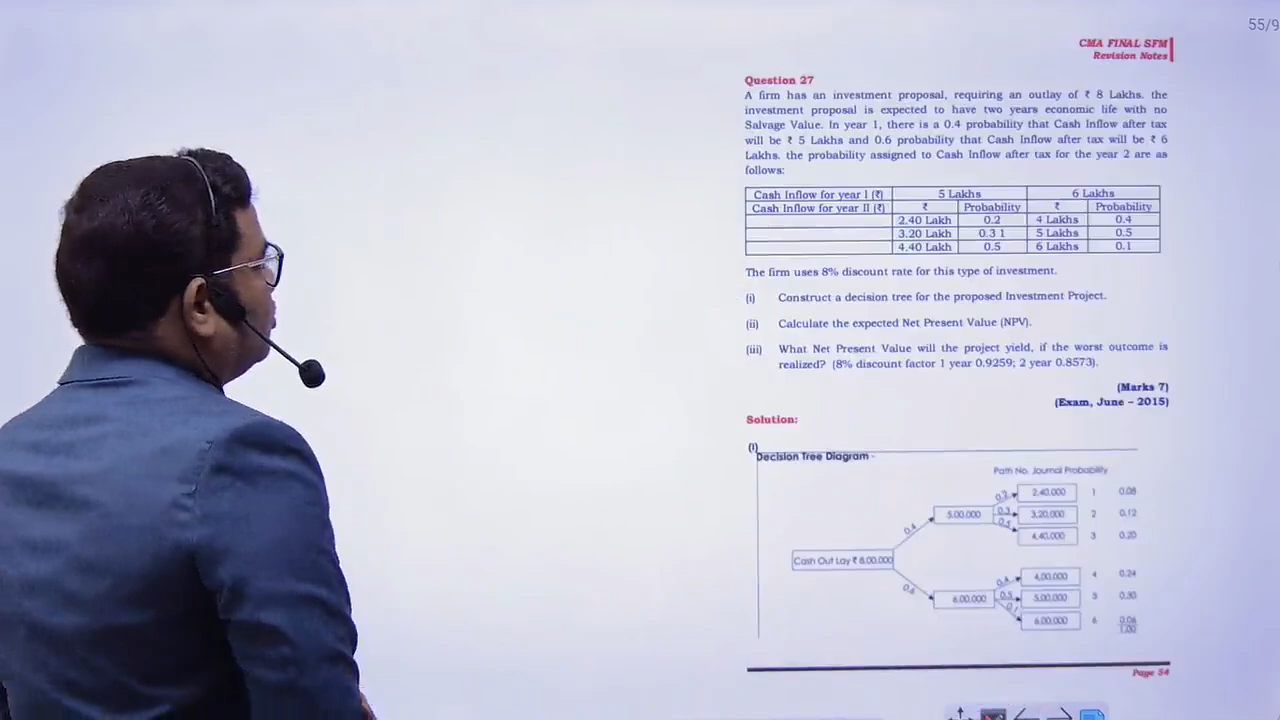 55/9
CMA FINAL SFM
Revision Notes
Question 27
A firm has an investment proposal, requiring an outlay of ₹ 8 Lakhs. the
investment proposal is expected to have two years economic life with no
Salvage Value. In year 1, there is a 0.4 probability that Cash Inflow after tax
will be ₹ 5 Lakhs and 0.6 probability that Cash Inflow after tax will be ₹ 6
Lakhs. the probability assigned to Cash Inflow after tax for the year 2 are as
follows:
Cash Inflow for year I (₹) 5 Lakhs 6 Lakhs
Cash Inflow for year II (₹) ₹ Probability ₹ Probability
2.40 Lakh 0.2 4 Lakhs 0.4
3.20 Lakh 0.3 1 5 Lakhs 0.5
4.40 Lakh 0.5 6 Lakhs 0.1
The firm uses 8% discount rate for this type of investment.
(i) Construct a decision tree for the proposed Investment Project.
(ii) Calculate the expected Net Present Value (NPV).
(iii) What Net Present Value will the project yield, if the worst outcome is
realized? (8% discount factor 1 year 0.9259; 2 year 0.8573).
(Marks 7)
(Exam, June – 2015)
Solution:
(i)
Decision Tree Diagram -
Path No. Journal Probability
0.2 2,40,000 1 0.08
5,00,000 0.3 3,20,000 2 0.12
0.4 4,40,000 3 0.20
Cash Out Lay ₹ 8,00,000
0.6 0.4 4,00,000 4 0.24
6,00,000 0.5 5,00,000 5 0.30
0.1 6,00,000 6 0.06
1.00
Page 54